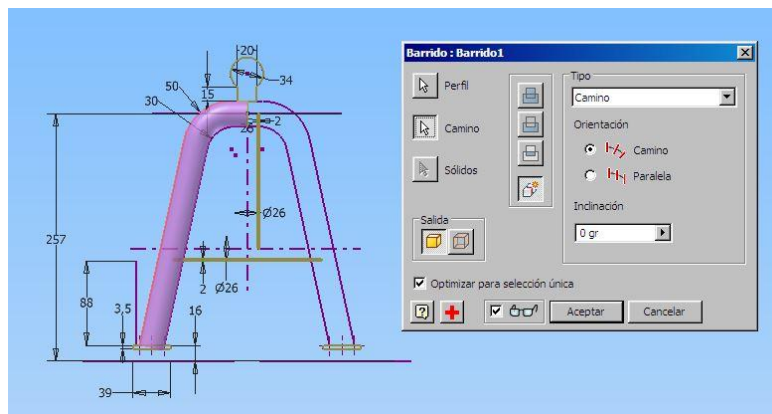 20
34
50
15
30
26
2
Ø26
257
2
Ø26
88
3,5
16
39
Barrido : Barrido1
Perfil
Camino
Sólidos
Salida
Tipo
Camino
Orientación
Camino
Paralela
Inclinación
0 gr
Optimizar para selección única
Aceptar
Cancelar